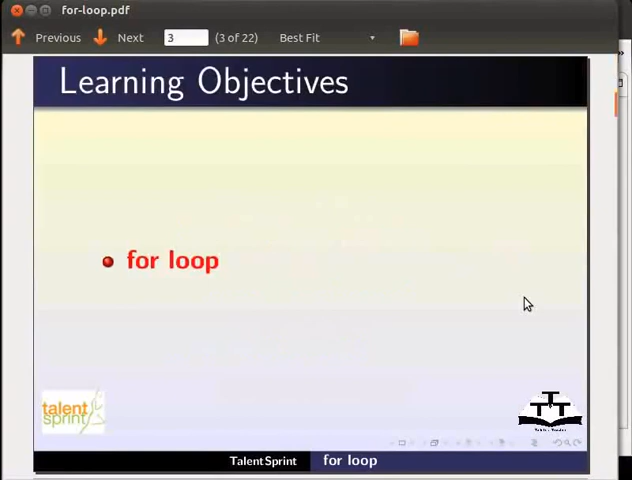 for-loop.pdf
Previous Next 3 (3 of 22) Best Fit
Learning Objectives
for loop
talent
sprint
TTT
TalentSprint for loop